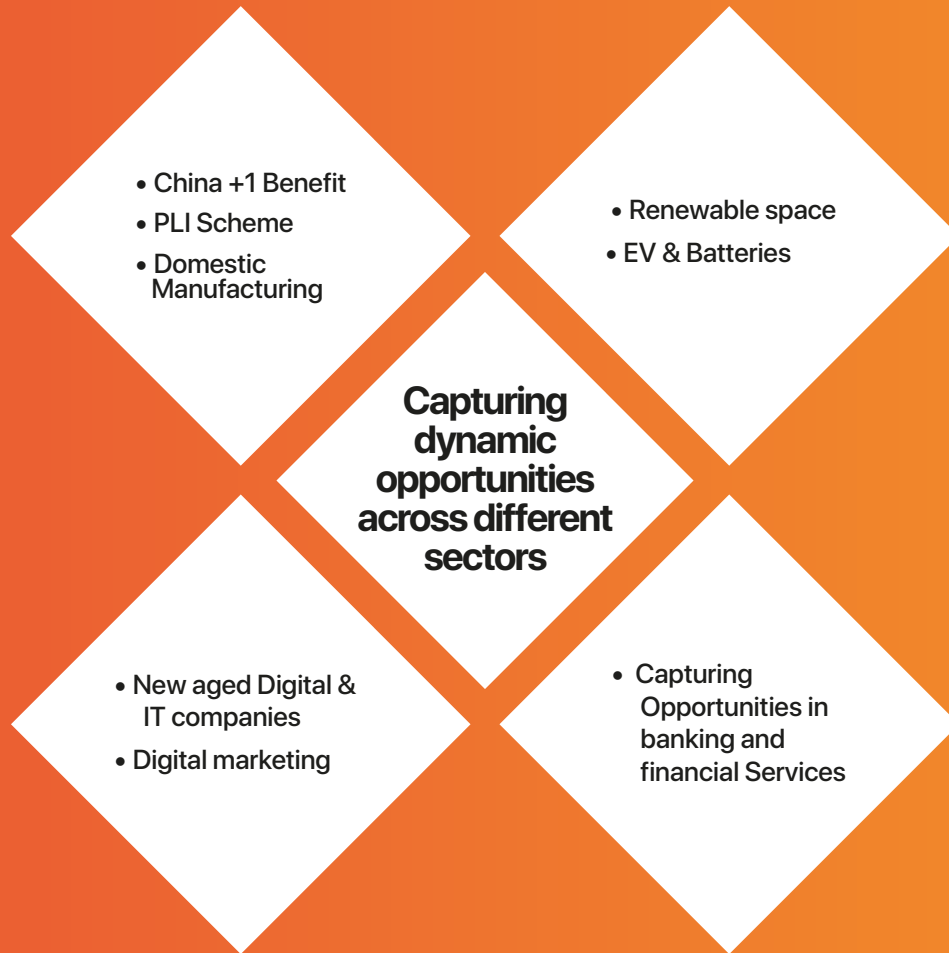 • China +1 Benefit
• PLI Scheme
• Domestic
Manufacturing
• Renewable space
• EV & Batteries
Capturing
dynamic
opportunities
across different
sectors
• New aged Digital &
IT companies
• Digital marketing
• Capturing
Opportunities in
banking and
financial Services